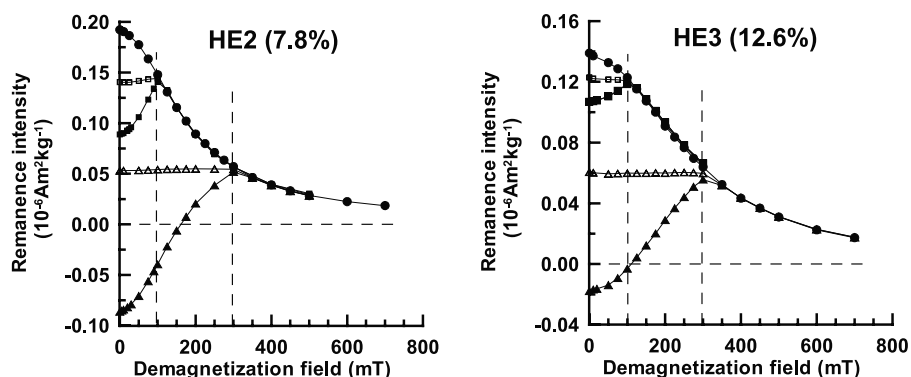 HE2 (7.8%)
Remanence intensity
(10⁻⁶Am²kg⁻¹)
0.20
0.15
0.10
0.05
0.00
-0.05
-0.10
0 200 400 600 800
Demagnetization field (mT)
HE3 (12.6%)
Remanence intensity
(10⁻⁶Am²kg⁻¹)
0.16
0.12
0.08
0.04
0.00
-0.04
0 200 400 600 800
Demagnetization field (mT)